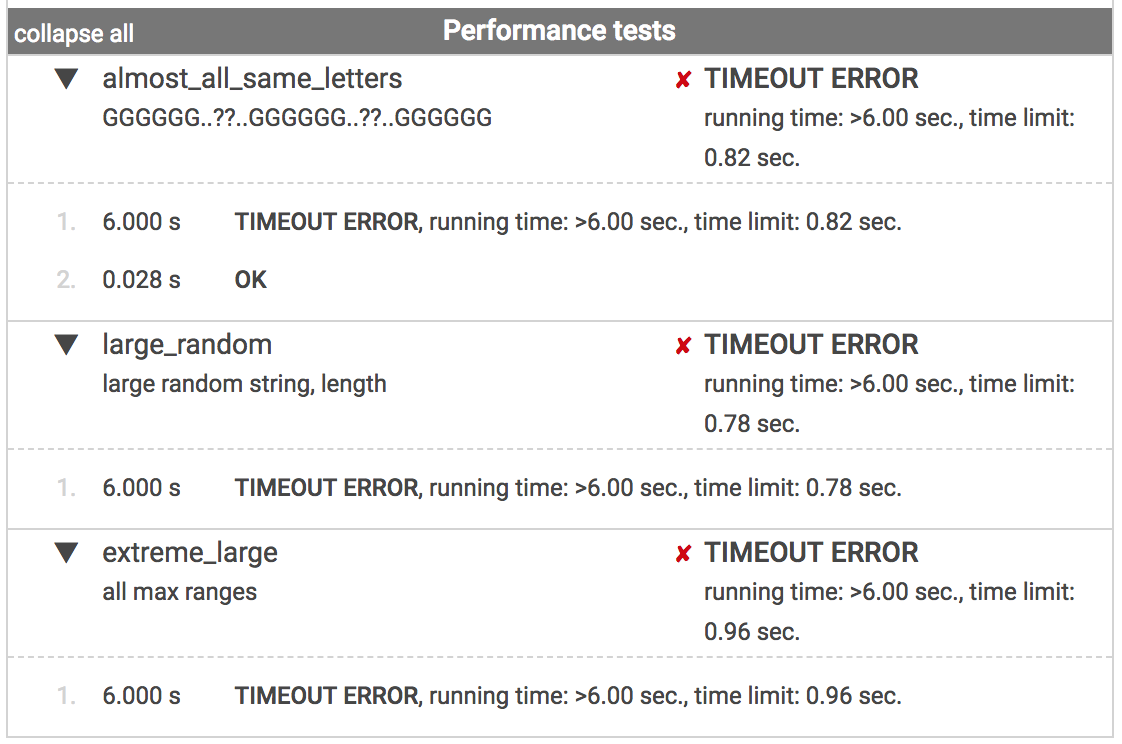 collapse all Performance tests
▼ almost_all_same_letters ✘ TIMEOUT ERROR
GGGGGG..??..GGGGGG..??..GGGGGG running time: >6.00 sec., time limit:
0.82 sec.
1. 6.000 s TIMEOUT ERROR, running time: >6.00 sec., time limit: 0.82 sec.
2. 0.028 s OK
▼ large_random ✘ TIMEOUT ERROR
large random string, length running time: >6.00 sec., time limit:
0.78 sec.
1. 6.000 s TIMEOUT ERROR, running time: >6.00 sec., time limit: 0.78 sec.
▼ extreme_large ✘ TIMEOUT ERROR
all max ranges running time: >6.00 sec., time limit:
0.96 sec.
1. 6.000 s TIMEOUT ERROR, running time: >6.00 sec., time limit: 0.96 sec.